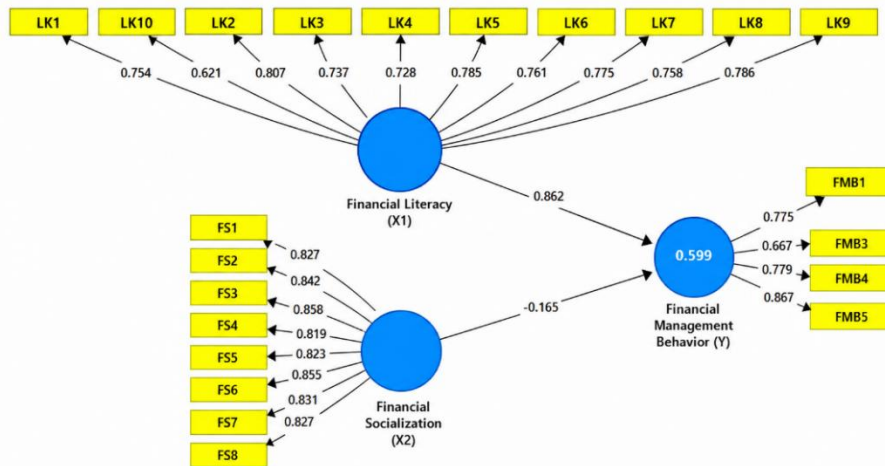 LK1 LK10 LK2 LK3 LK4 LK5 LK6 LK7 LK8 LK9
0.754 0.621 0.807 0.737 0.728 0.785 0.761 0.775 0.758 0.786
Financial Literacy
(X1)
0.862
FS1
FS2
FS3
FS4
FS5
FS6
FS7
FS8
0.827
0.842
0.858
0.819
0.823
0.855
0.831
0.827
Financial
Socialization
(X2)
-0.165
0.599
Financial
Management
Behavior (Y)
0.775
0.667
0.779
0.867
FMB1
FMB3
FMB4
FMB5